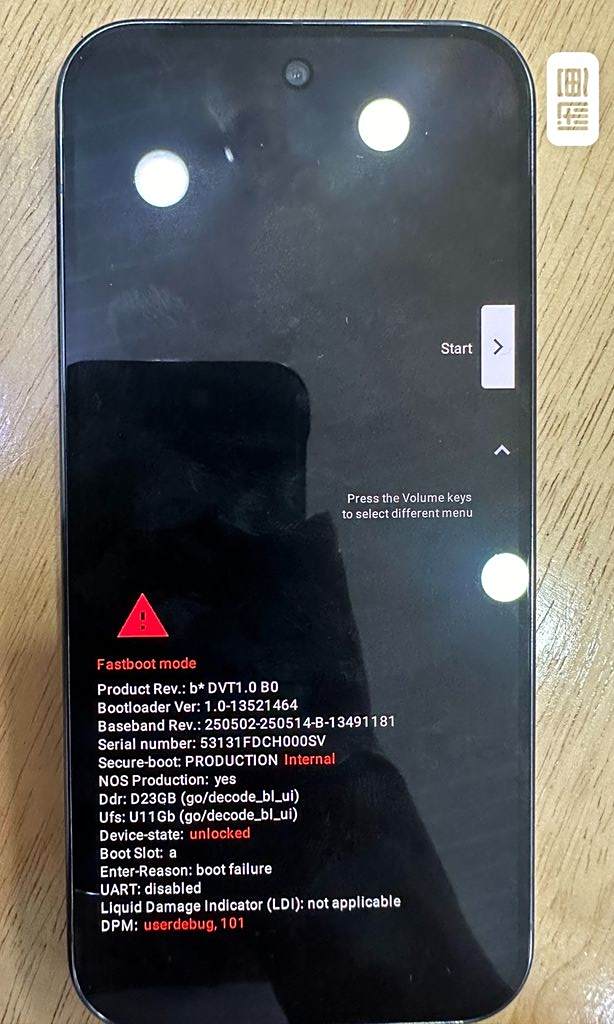 Start
Press the Volume keys
to select different menu
Fastboot mode
Product Rev.: b* DVT1.0 B0
Bootloader Ver: 1.0-13521464
Baseband Rev.: 250502-250514-B-13491181
Serial number: 53131FDCH000SV
Secure-boot: PRODUCTION Internal
NOS Production: yes
Ddr: D23GB (go/decode_bl_ui)
Ufs: U11Gb (go/decode_bl_ui)
Device-state: unlocked
Boot Slot: a
Enter-Reason: boot failure
UART: disabled
Liquid Damage Indicator (LDI): not applicable
DPM: userdebug, 101